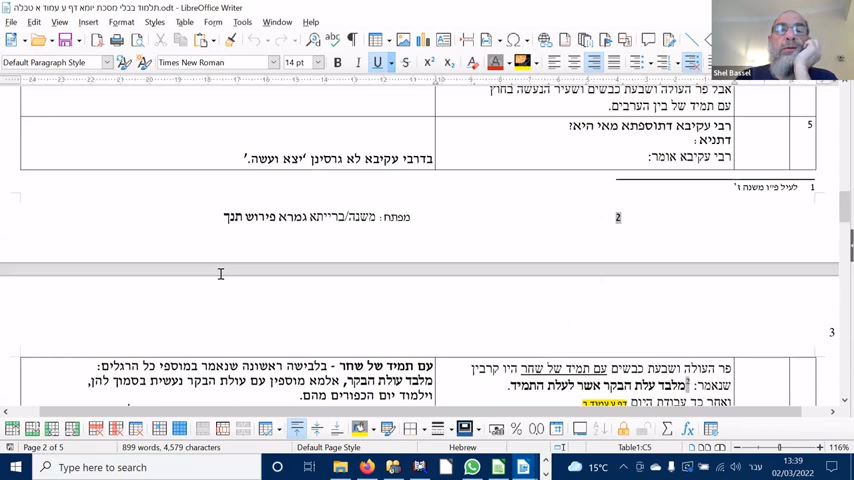 תלמוד בבלי מסכת יומא דף ע עמוד א טבלה.odt - LibreOffice Writer
File Edit View Insert Format Styles Table Form Tools Window Help
Default Paragraph Style Times New Roman 14 pt
Shel Bassel
אבל פר העולה ושבעת כבשים ושעיר הנעשה בחוץ
עם תמיד של בין הערבים.
5
רבי עקיבא דתוספתא מאי היא?
דתניא:
רבי עקיבא אומר:
בדרבי עקיבא לא גרסינן 'יצא ועשה.'
1 לעיל פ״ו משנה ז'
מפתח: משנה/ברייתא גמרא פירוש תנך
2
3
פר העולה ושבעת כבשים עם תמיד של שחר היו קרבין
שנאמר: 2מלבד עלת הבקר אשר לעלת התמיד.
ואחר כך עבודת היום דף ע עמוד ב
עם תמיד של שחר - בלבישה ראשונה שנאמר במוספי כל הרגלים:
מלבד עולת הבקר, אלמא מוספין עם עולת הבקר נעשית בסמוך להן,
וילמוד יום הכפורים מהם.
Page 2 of 5 899 words, 4,579 characters Default Page Style Hebrew Table1:C5 116%
Type here to search
15°C
עבר
13:39
02/03/2022